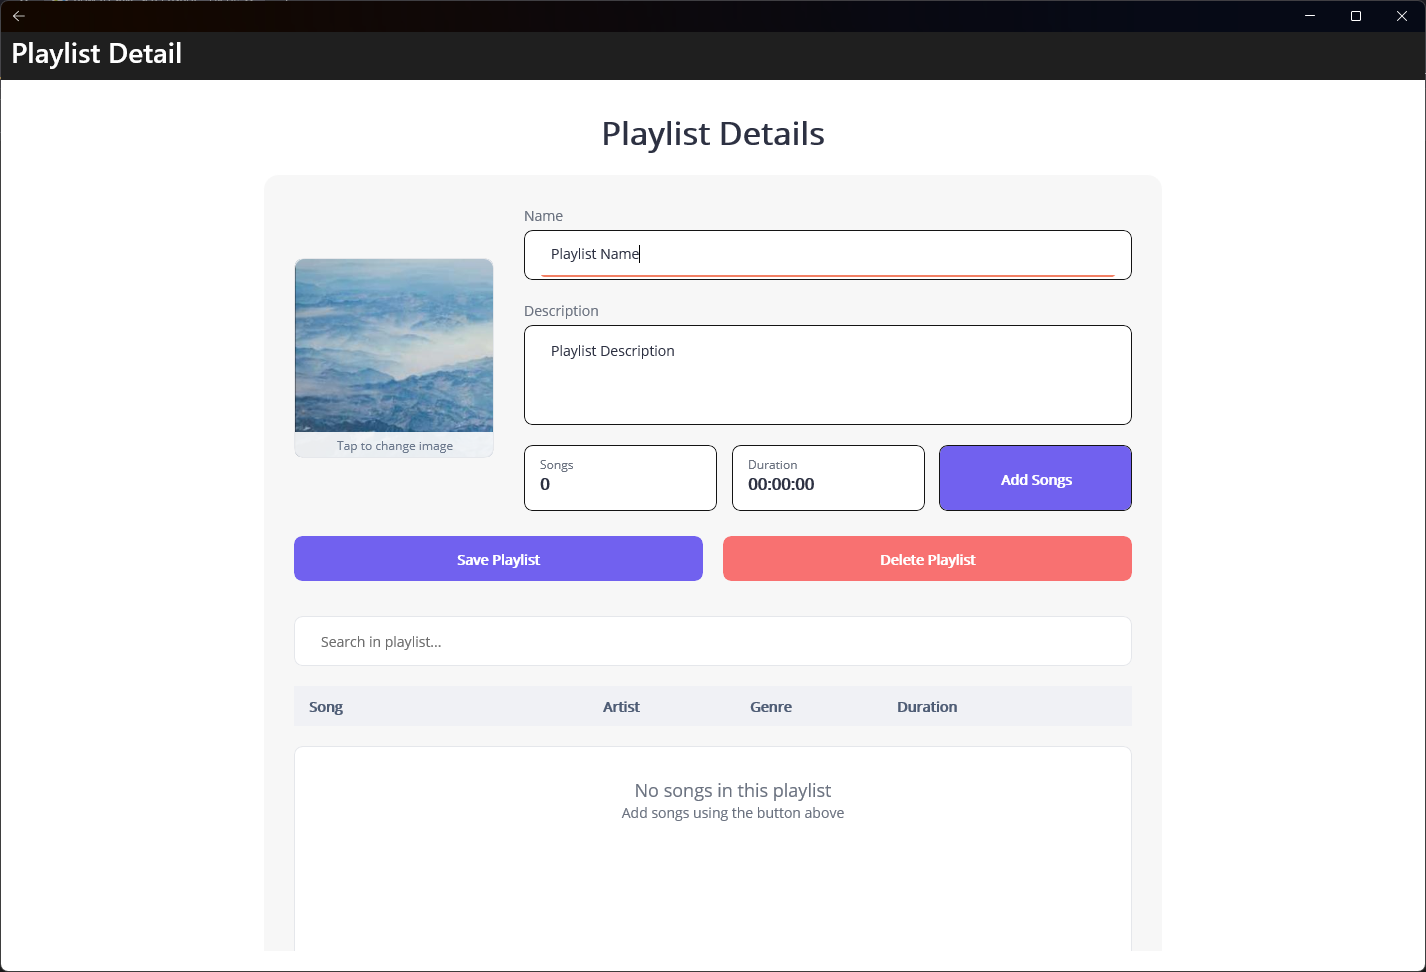 Playlist Detail
Playlist Details
Name
Playlist Name
Description
Playlist Description
Tap to change image
Songs
0
Duration
00:00:00
Add Songs
Save Playlist
Delete Playlist
Search in playlist...
Song Artist Genre Duration
No songs in this playlist
Add songs using the button above